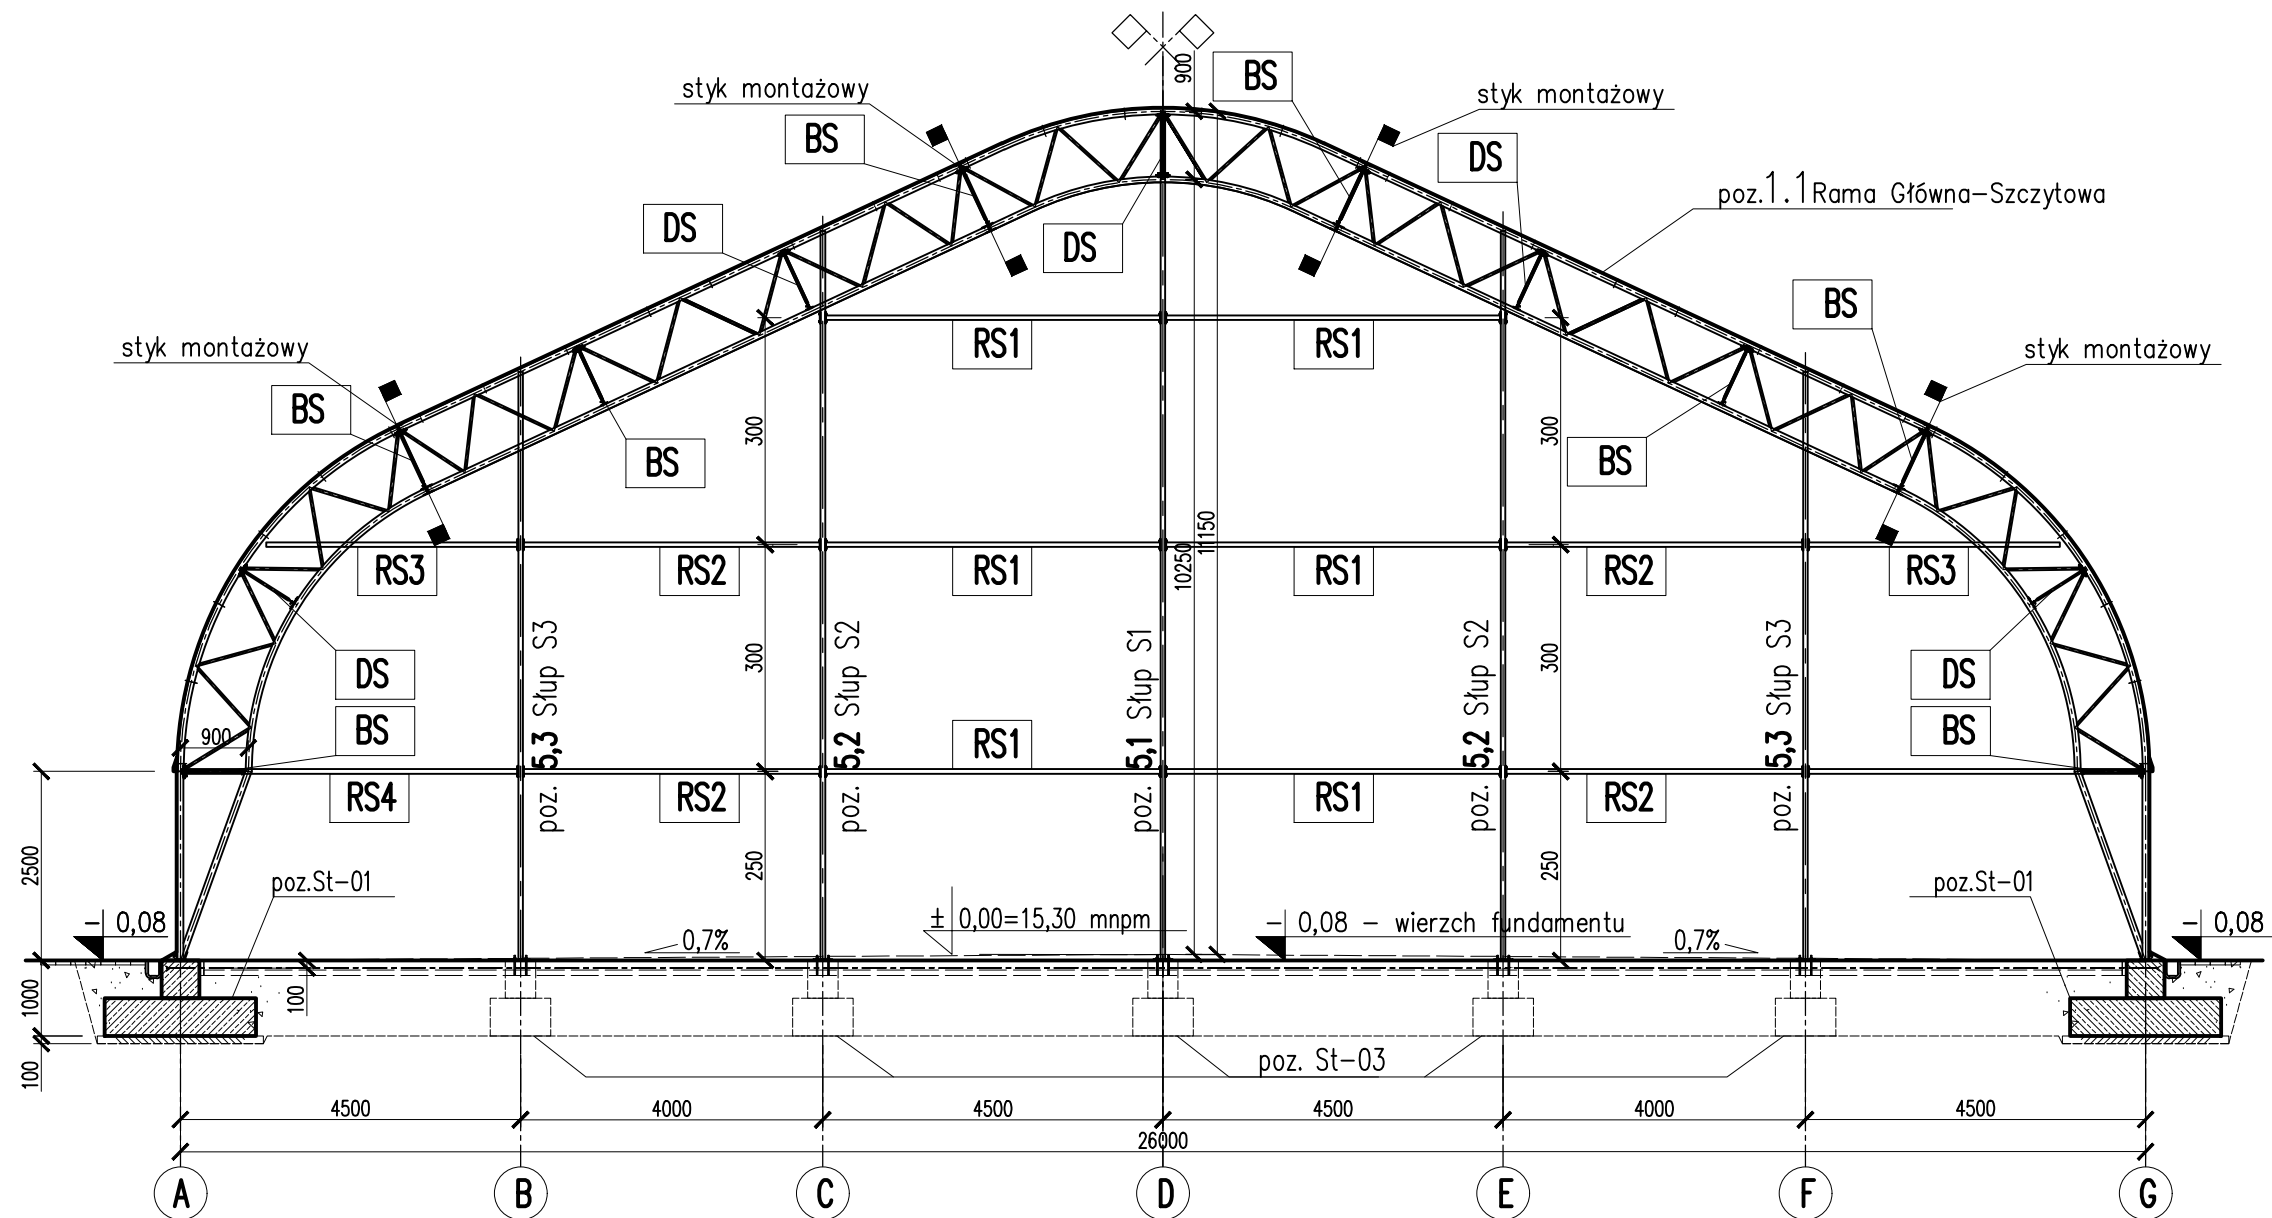 900
BS
styk montażowy
styk montażowy
BS
DS
poz.1.1 Rama Główna-Szczytowa
DS
DS
BS
styk montażowy
RS1
RS1
styk montażowy
BS
300
300
BS
BS
11150
10250
RS3
RS2
RS1
RS1
RS2
RS3
poz. 5,3 Słup S3
poz. 5,2 Słup S2
poz. 5,1 Słup S1
poz. 5,2 Słup S2
poz. 5,3 Słup S3
300
300
DS
DS
900
BS
RS1
BS
RS4
RS2
RS1
RS2
2500
250
250
poz.St-01
poz.St-01
- 0,08
0,7%
± 0,00=15,30 mnpm
- 0,08 - wierzch fundamentu
0,7%
- 0,08
1000
100
100
poz. St-03
4500
4000
4500
4500
4000
4500
26000
A
B
C
D
E
F
G